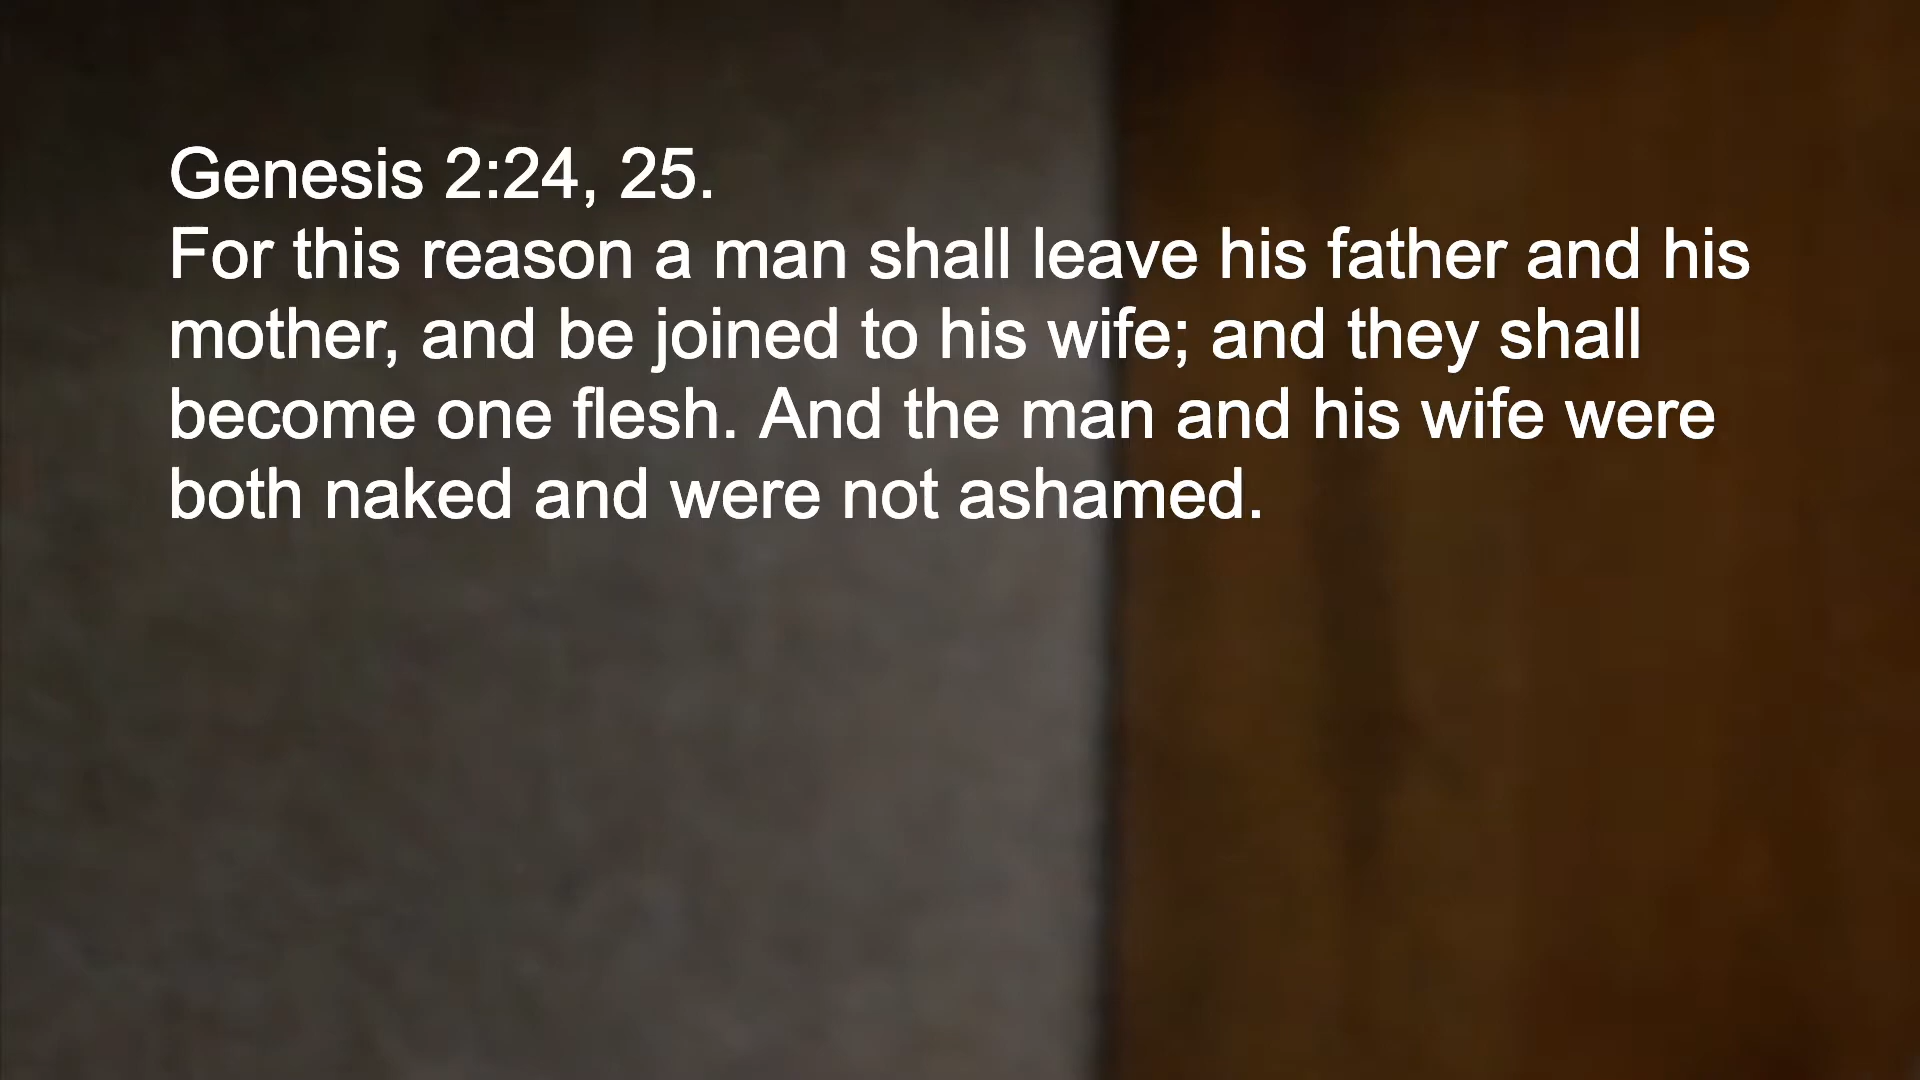 Genesis 2:24, 25.
For this reason a man shall leave his father and his
mother, and be joined to his wife; and they shall
become one flesh. And the man and his wife were
both naked and were not ashamed.